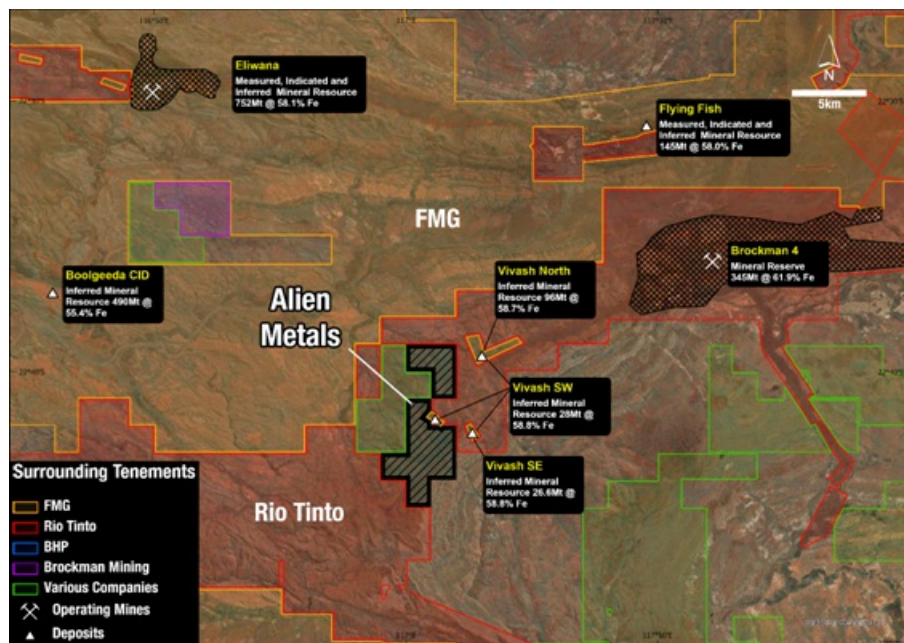 116°50'E
117°E
N
5km
Eliwana
Measured, Indicated and
Inferred Mineral Resource
752Mt @ 58.1% Fe
Flying Fish
Measured, Indicated and
Inferred Mineral Resource
145Mt @ 58.0% Fe
FMG
Brockman 4
Mineral Reserve
345Mt @ 61.9% Fe
Boolgeeda CID
Inferred Mineral
Resource 490Mt @
55.4% Fe
Vivash North
Inferred Mineral
Resource 96Mt @
58.7% Fe
Alien
Metals
Vivash SW
Inferred Mineral
Resource 28Mt @
58.8% Fe
Vivash SE
Inferred Mineral
Resource 26.6Mt @
58.8% Fe
Rio Tinto
Surrounding Tenements
FMG
Rio Tinto
BHP
Brockman Mining
Various Companies
Operating Mines
Deposits